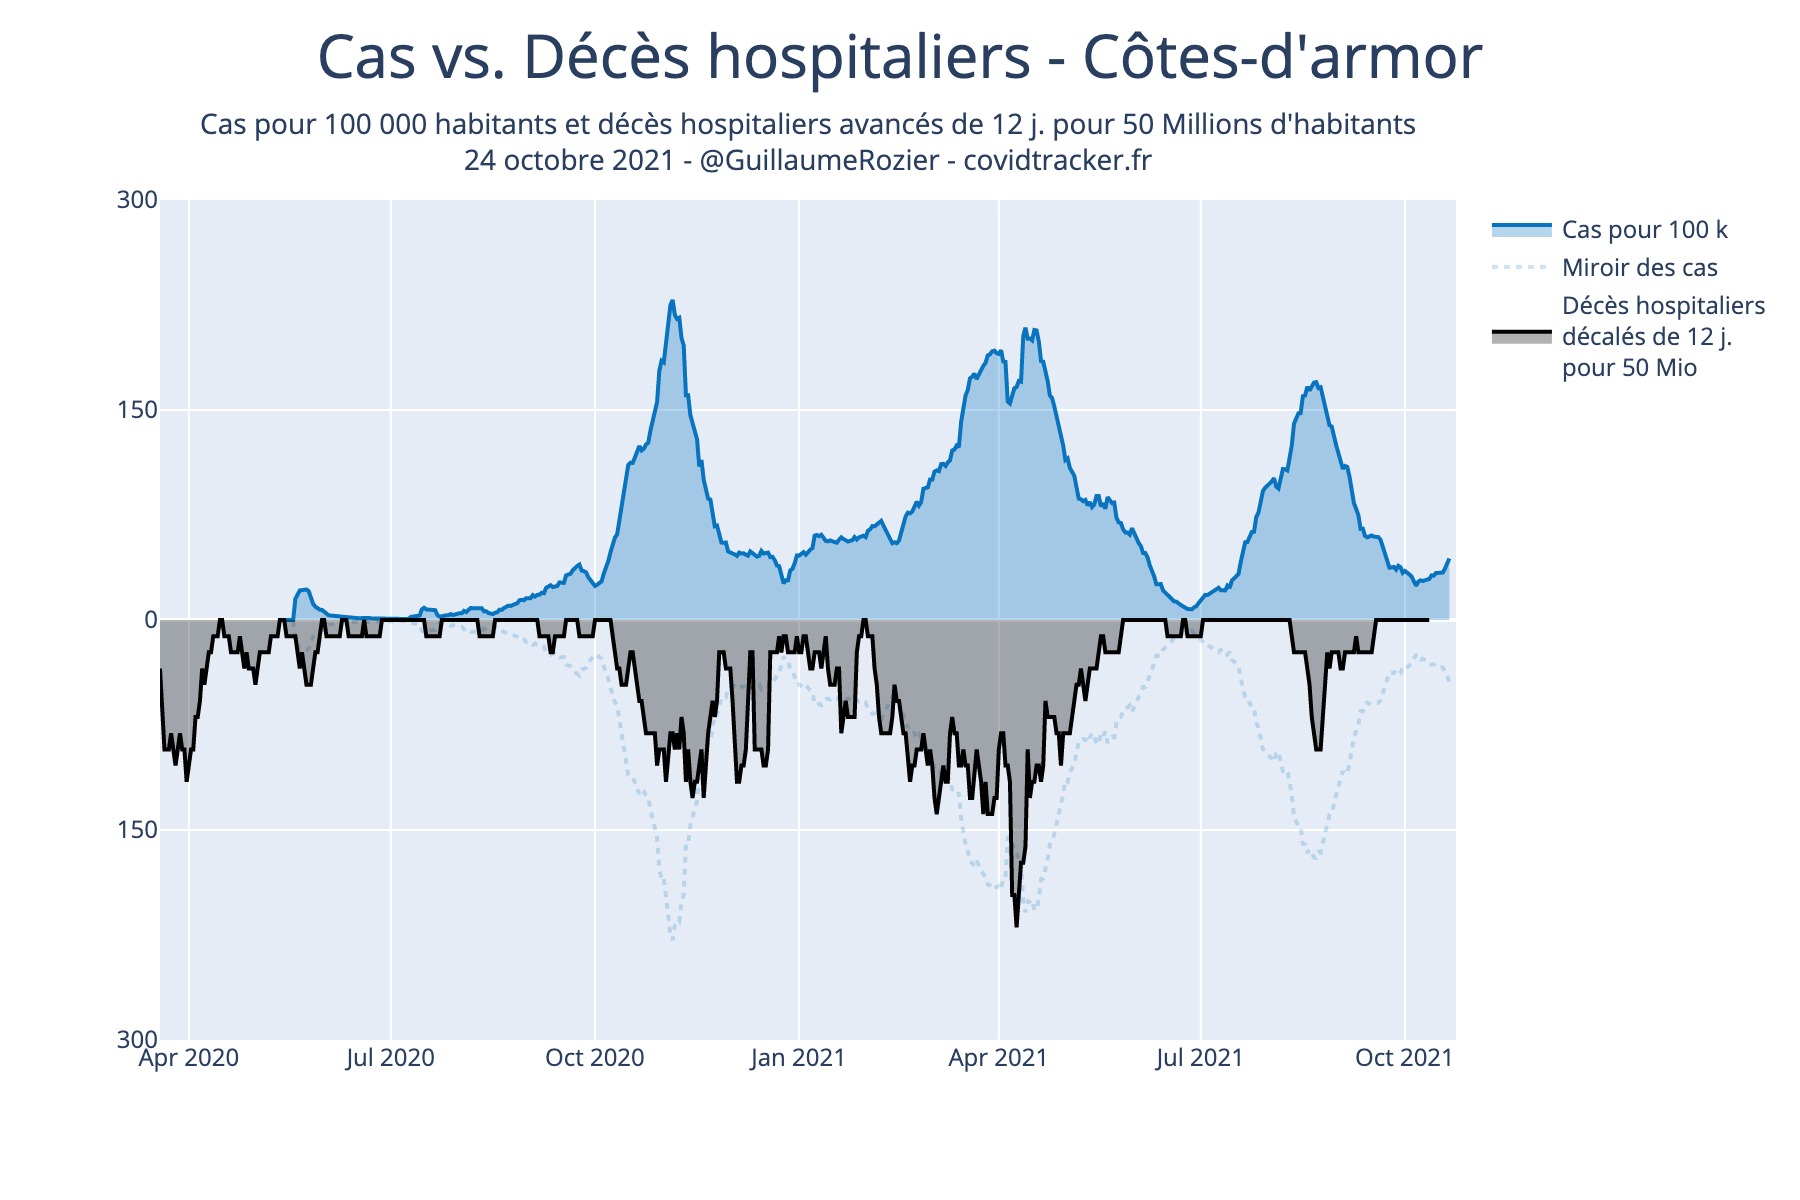 Cas vs. Décès hospitaliers - Côtes-d'armor
Cas pour 100 000 habitants et décès hospitaliers avancés de 12 j. pour 50 Millions d'habitants
24 octobre 2021 - @GuillaumeRozier - covidtracker.fr
300
150
0
150
300
Apr 2020
Jul 2020
Oct 2020
Jan 2021
Apr 2021
Jul 2021
Oct 2021
Cas pour 100 k
Miroir des cas
Décès hospitaliers
décalés de 12 j.
pour 50 Mio